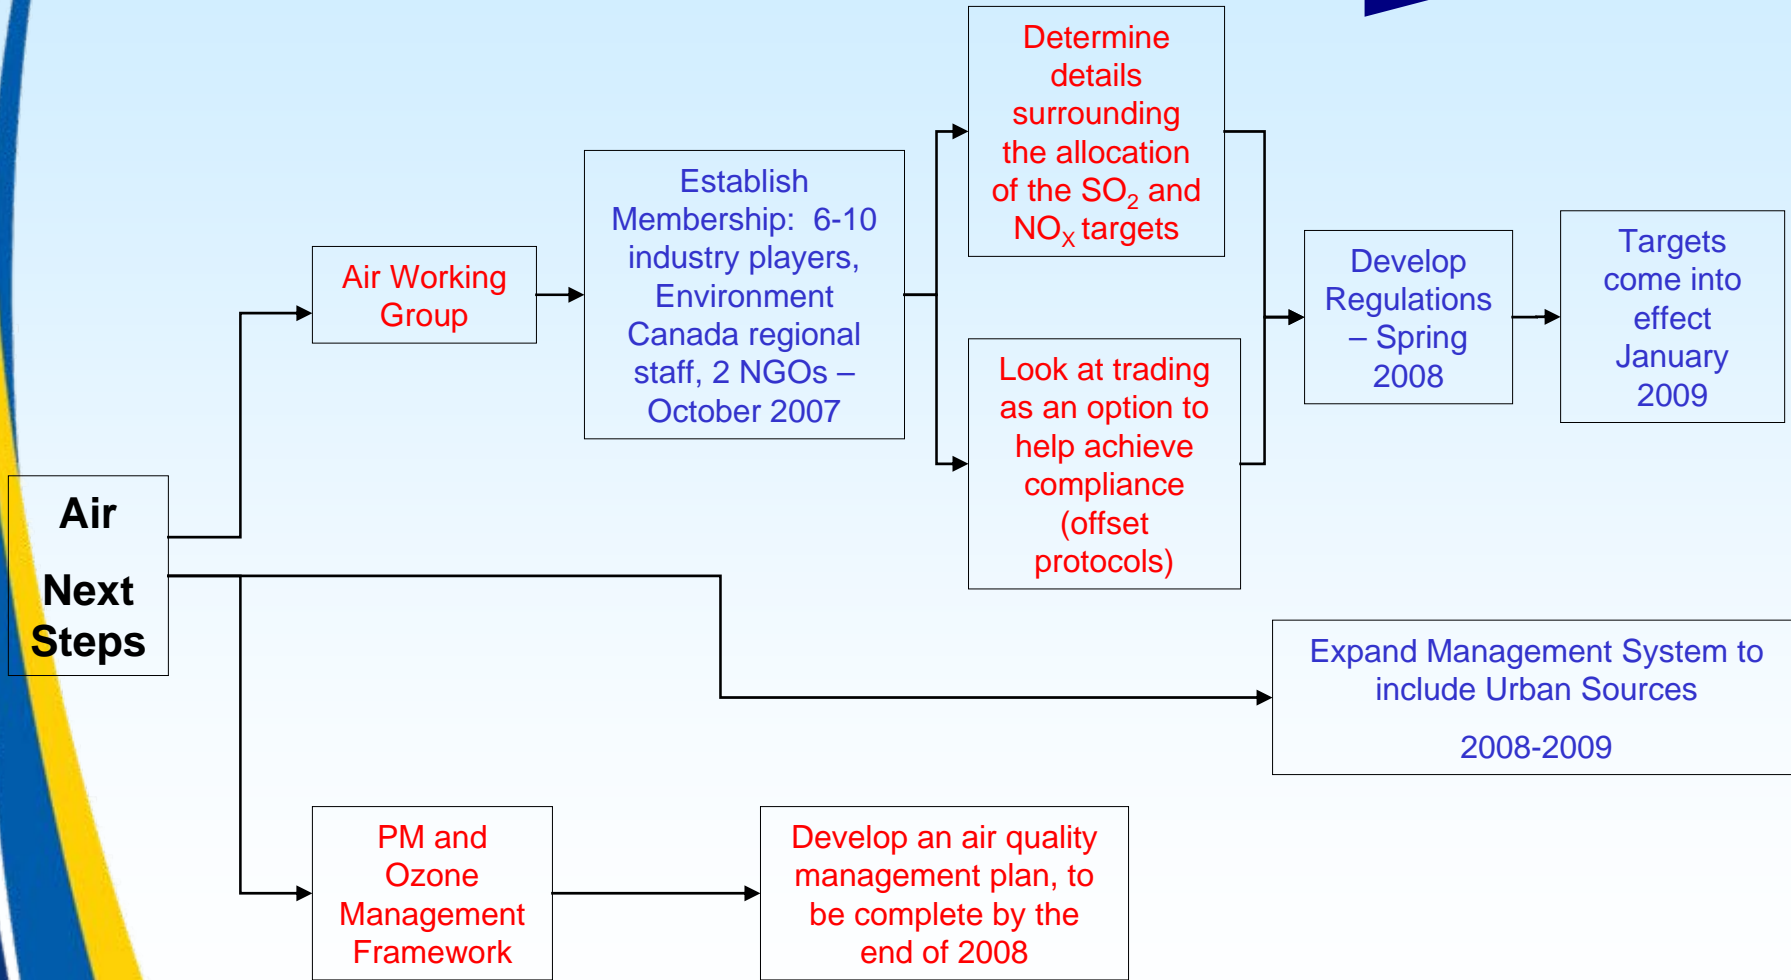 Determine
details
surrounding
the allocation
of the SO₂ and
NOX targets
Establish
Membership: 6-10
industry players,
Environment
Canada regional
staff, 2 NGOs –
October 2007
Air Working
Group
Develop
Regulations
– Spring
2008
Targets
come into
effect
January
2009
Look at trading
as an option to
help achieve
compliance
(offset
protocols)
Air
Next
Steps
Expand Management System to
include Urban Sources
2008-2009
PM and
Ozone
Management
Framework
Develop an air quality
management plan, to
be complete by the
end of 2008